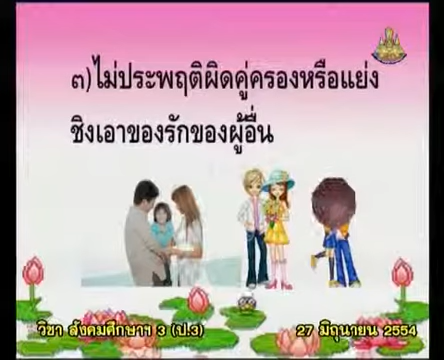 ๓)ไม่ประพฤติผิดคู่ครองหรือแย่ง
ชิงเอาของรักของผู้อื่น
วิชา สังคมศึกษาฯ 3 (ป.3)
27 มิถุนายน 2554